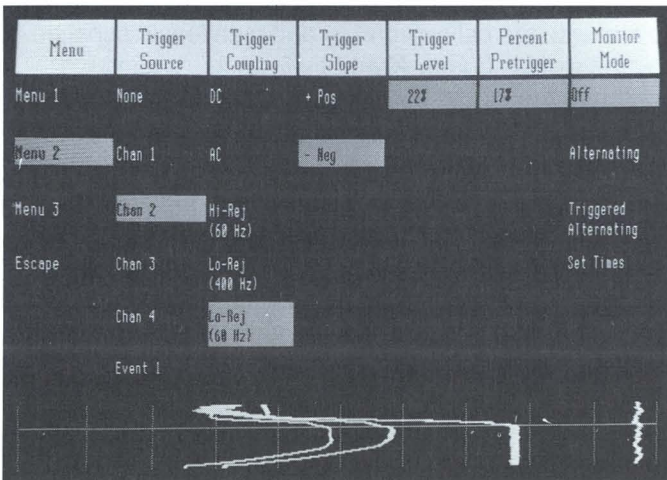 Menu
Trigger Source
Trigger Coupling
Trigger Slope
Trigger Level
Percent Pretrigger
Monitor Mode
Menu 1
None
DC
+ Pos
22%
17%
Off
Menu 2
Chan 1
AC
- Neg
Alternating
Menu 3
Chan 2
Hi-Rej
(60 Hz)
Triggered
Alternating
Escape
Chan 3
Lo-Rej
(400 Hz)
Set Times
Chan 4
Lo-Rej
(60 Hz)
Event 1